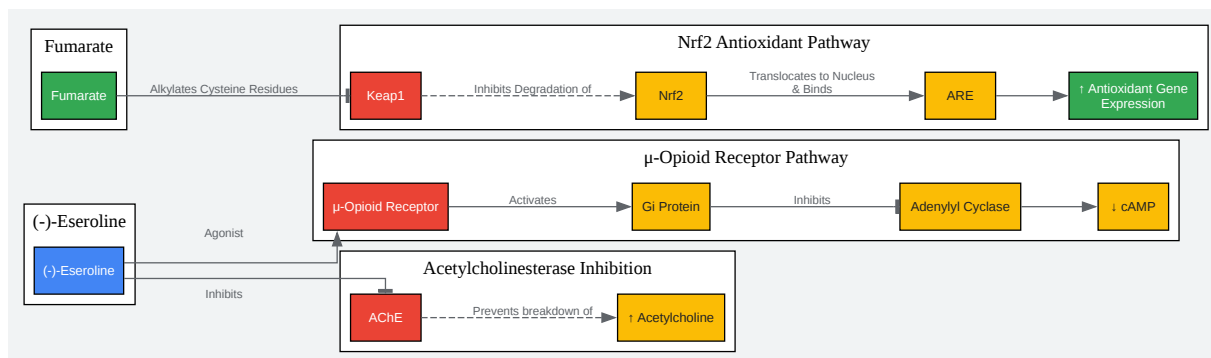 Fumarate
Nrf2 Antioxidant Pathway
Fumarate
Alkylates Cysteine Residues
Keap1
Inhibits Degradation of
Nrf2
Translocates to Nucleus
& Binds
ARE
↑ Antioxidant Gene
Expression
μ-Opioid Receptor Pathway
μ-Opioid Receptor
Activates
Gi Protein
Inhibits
Adenylyl Cyclase
↓ cAMP
(-)-Eseroline
(-)-Eseroline
Agonist
Inhibits
Acetylcholinesterase Inhibition
AChE
Prevents breakdown of
↑ Acetylcholine